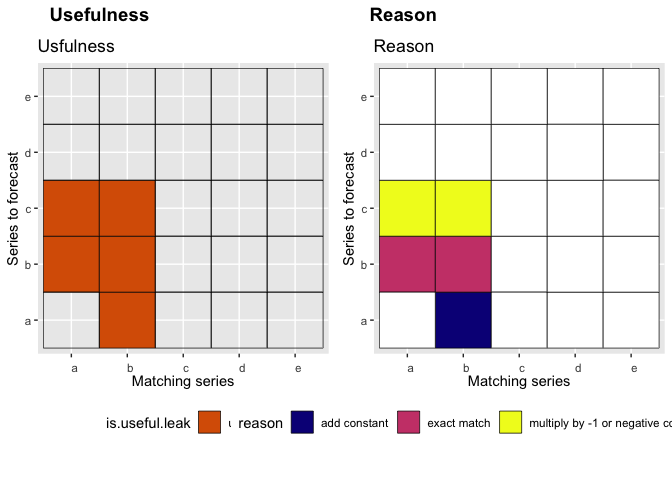 Usefulness
Usfulness
Series to forecast
e
d
c
b
a
a b c d e
Matching series
Reason
Reason
Series to forecast
e
d
c
b
a
a b c d e
Matching series
is.useful.leak reason add constant exact match multiply by -1 or negative co